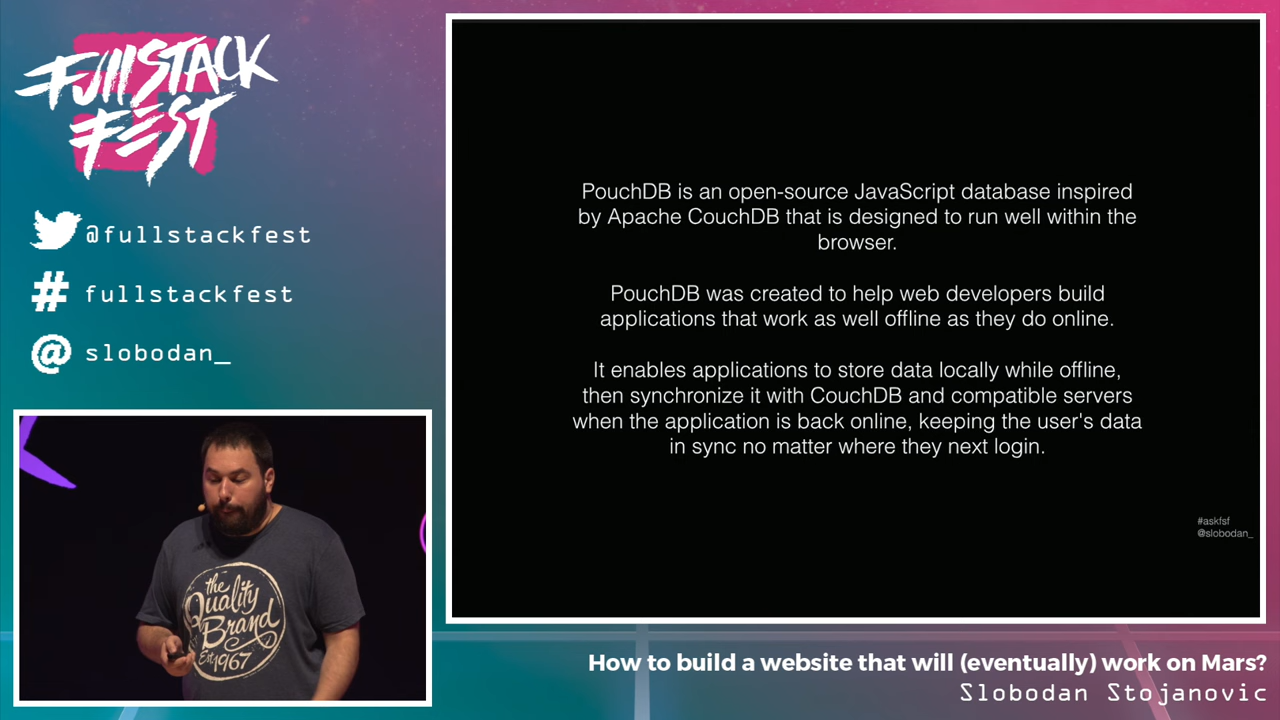 FullSTACK
FEST
@fullstackfest
# fullstackfest
@ slobodan_
the
Quality
Brand
Est. 1967
PouchDB is an open-source JavaScript database inspired
by Apache CouchDB that is designed to run well within the
browser.
PouchDB was created to help web developers build
applications that work as well offline as they do online.
It enables applications to store data locally while offline,
then synchronize it with CouchDB and compatible servers
when the application is back online, keeping the user's data
in sync no matter where they next login.
#askfsf
@slobodan_
How to build a website that will (eventually) work on Mars?
Slobodan Stojanovic